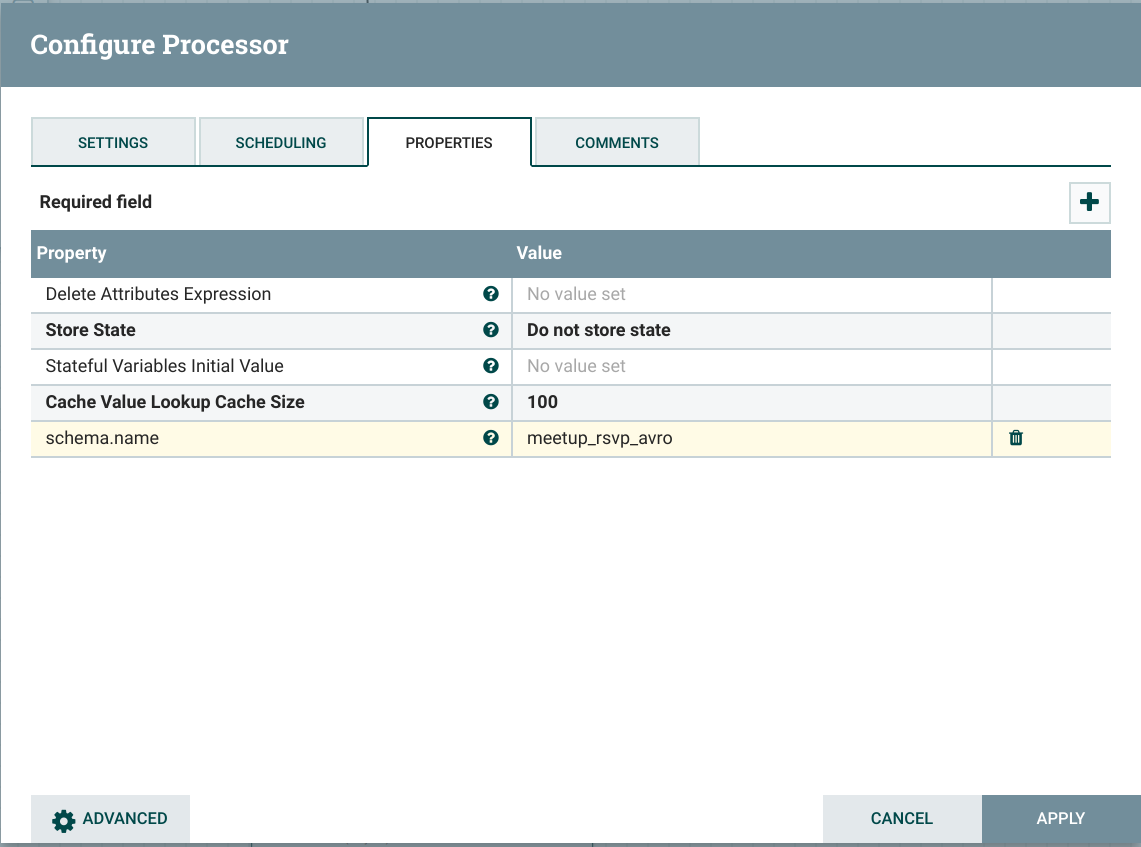 Configure Processor
SETTINGS SCHEDULING PROPERTIES COMMENTS
Required field
Property Value
Delete Attributes Expression No value set
Store State Do not store state
Stateful Variables Initial Value No value set
Cache Value Lookup Cache Size 100
schema.name meetup_rsvp_avro
ADVANCED CANCEL APPLY